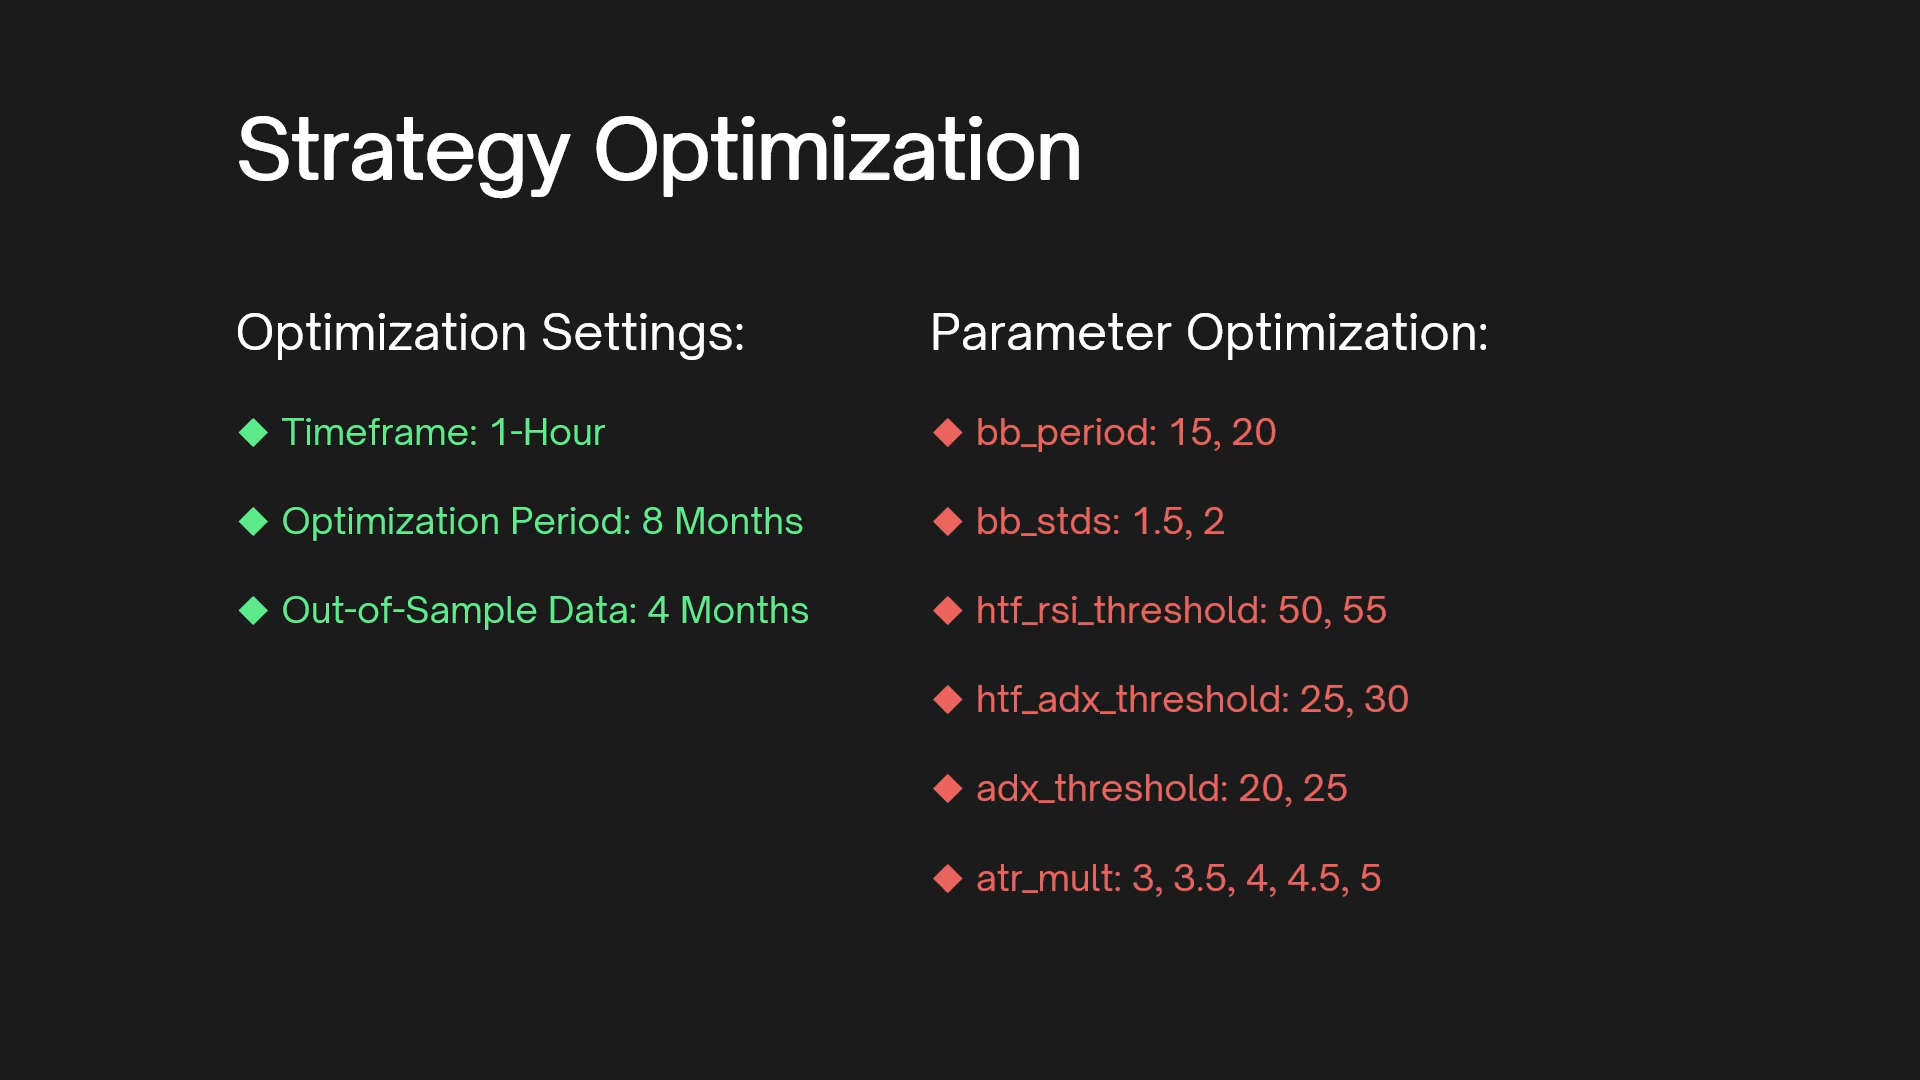 Strategy Optimization
Optimization Settings:
Timeframe: 1-Hour
Optimization Period: 8 Months
Out-of-Sample Data: 4 Months
Parameter Optimization:
bb_period: 15, 20
bb_stds: 1.5, 2
htf_rsi_threshold: 50, 55
htf_adx_threshold: 25, 30
adx_threshold: 20, 25
atr_mult: 3, 3.5, 4, 4.5, 5